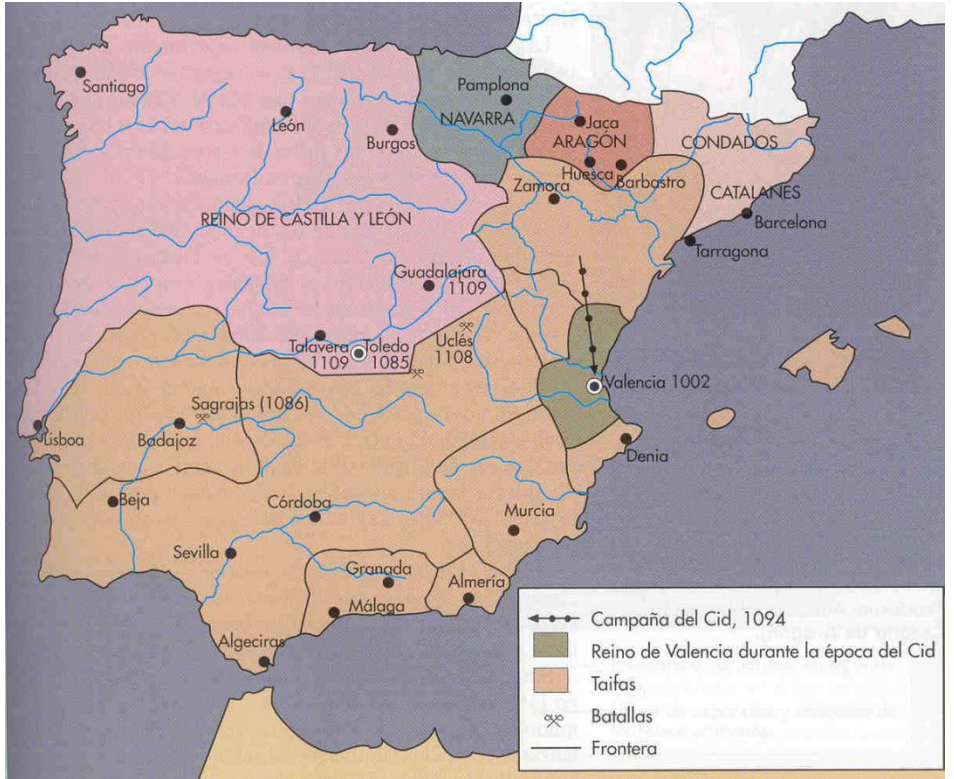 Santiago
León
Burgos
Pamplona
NAVARRA
Jaca
ARAGÓN
Huesca
Barbastro
CONDADOS
CATALANES
Barcelona
Tarragona
Zamora
REINO DE CASTILLA Y LEÓN
Guadalajara
1109
Talavera
1109
Toledo
1085
Uclés
1108
Valencia 1002
Sagrajas (1086)
Badajoz
Lisboa
Denia
Beja
Córdoba
Murcia
Sevilla
Granada
Almería
Málaga
Algeciras
Campaña del Cid, 1094
Reino de Valencia durante la época del Cid
Taifas
Batallas
Frontera